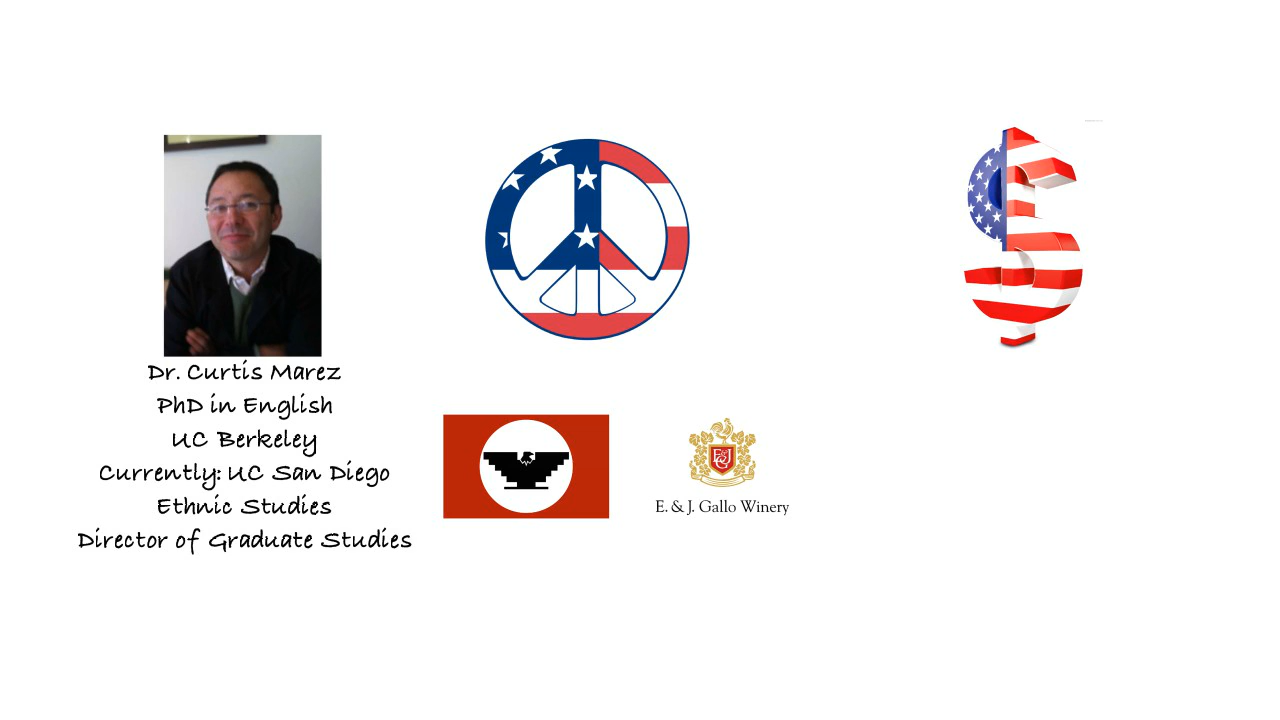 Dr. Curtis Marez
PhD in English
UC Berkeley
Currently: UC San Diego
Ethnic Studies
Director of Graduate Studies
E&J
G
E. & J. Gallo Winery